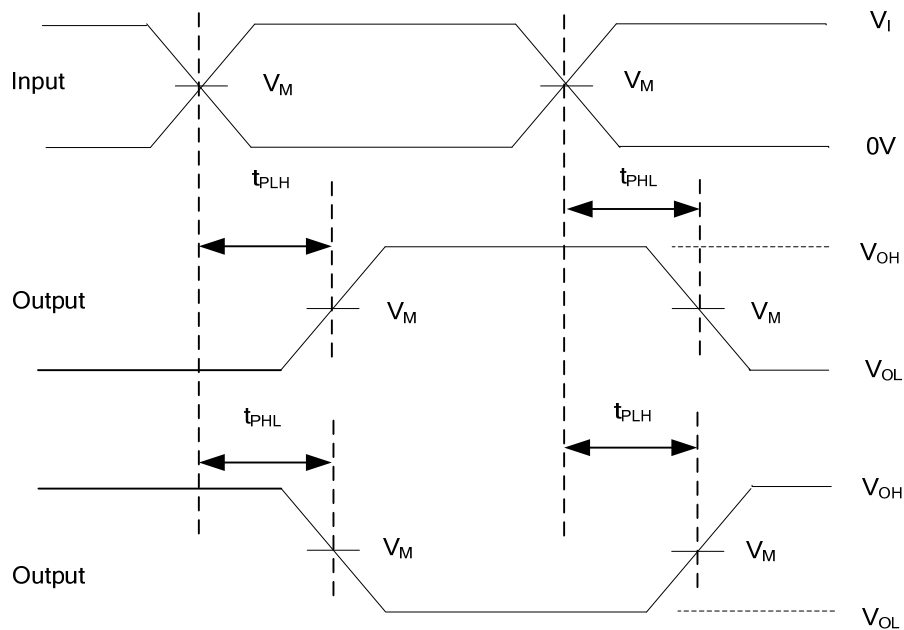 V_I
Input
V_M
V_M
0V
t_PLH
t_PHL
V_OH
Output
V_M
V_M
V_OL
t_PHL
t_PLH
V_OH
V_M
V_M
Output
V_OL